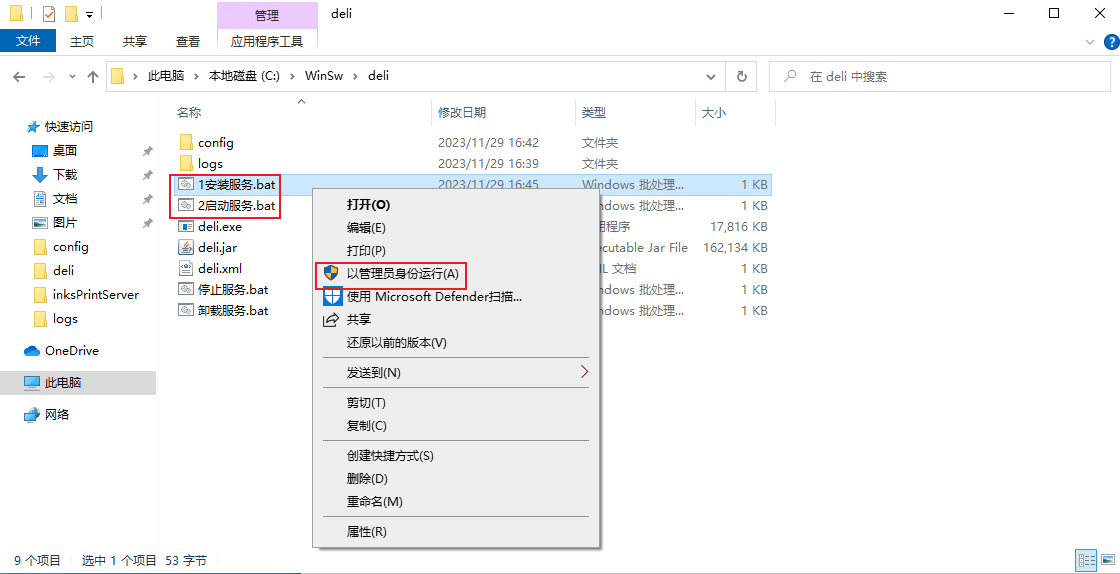 管理
deli
文件
主页
共享
查看
应用程序工具
此电脑 › 本地磁盘 (C:) › WinSw › deli
在 deli 中搜索
快速访问
桌面
下载
文档
图片
config
deli
inksPrintServer
logs
OneDrive
此电脑
网络
名称 修改日期 类型 大小
config 2023/11/29 16:42 文件夹
logs 2023/11/29 16:39 文件夹
1安装服务.bat 2023/11/29 16:45 Windows 批处理... 1 KB
2启动服务.bat ndows 批处理... 1 KB
deli.exe 用程序 17,816 KB
deli.jar ecutable Jar File 162,134 KB
deli.xml L 文档 1 KB
停止服务.bat ndows 批处理... 1 KB
卸载服务.bat ndows 批处理... 1 KB
打开(O)
编辑(E)
打印(P)
以管理员身份运行(A)
使用 Microsoft Defender扫描...
共享
还原以前的版本(V)
发送到(N)
剪切(T)
复制(C)
创建快捷方式(S)
删除(D)
重命名(M)
属性(R)
9 个项目 选中 1 个项目 53 字节